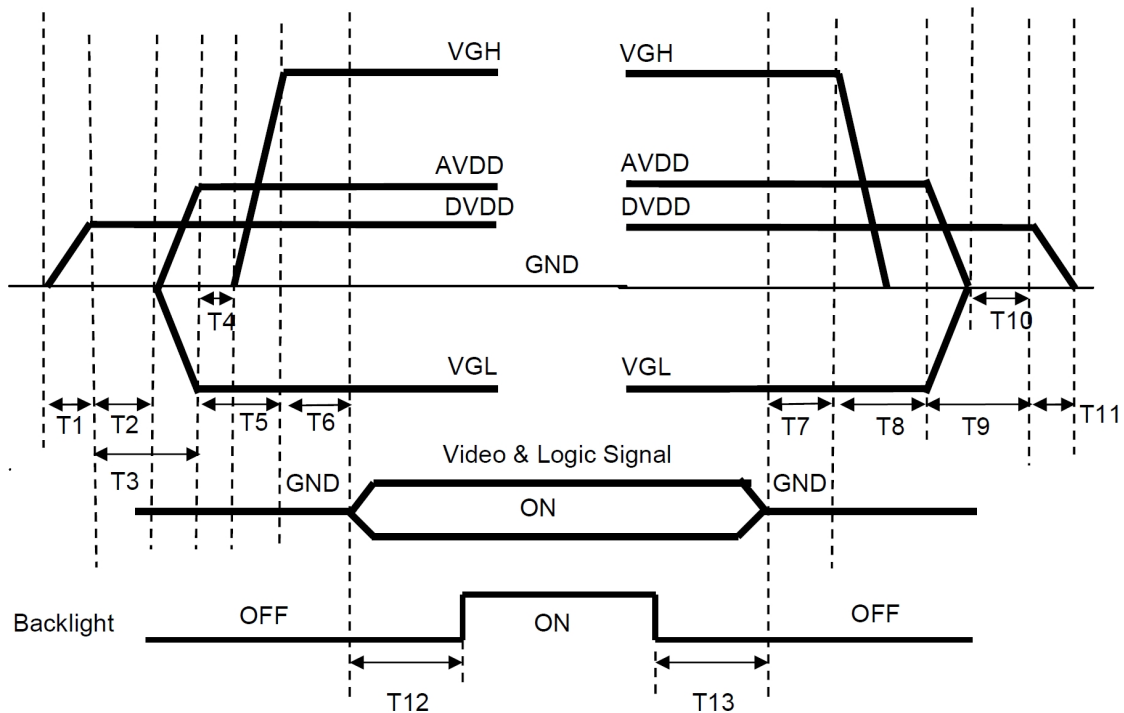 VGH VGH
AVDD AVDD
DVDD DVDD
GND
T4 T10
VGL VGL
T1 T2 T5 T6 T7 T8 T9 T11
T3
Video & Logic Signal
GND ON GND
Backlight OFF ON OFF
T12 T13